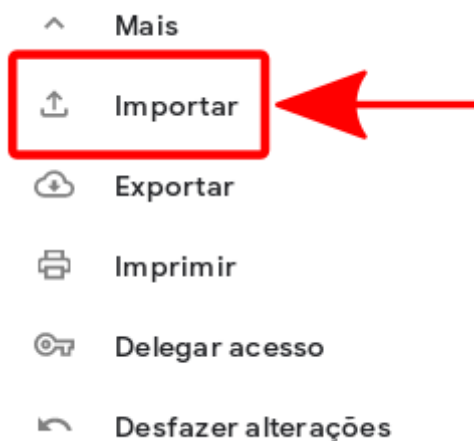 Mais
Importar
Exportar
Imprimir
Delegar acesso
Desfazer alterações